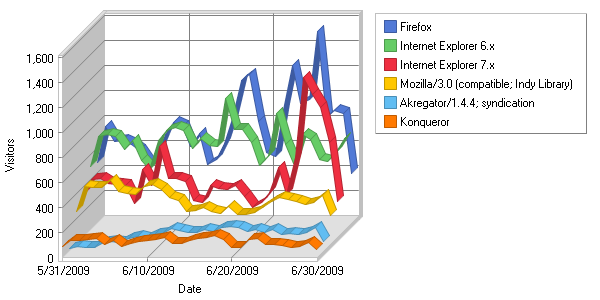 Firefox
Internet Explorer 6.x
Internet Explorer 7.x
Mozilla/3.0 (compatible; Indy Library)
Akregator/1.4.4; syndication
Konqueror
1,600
1,400
1,200
1,000
800
600
400
200
0
Visitors
5/31/2009 6/10/2009 6/20/2009 6/30/2009
Date